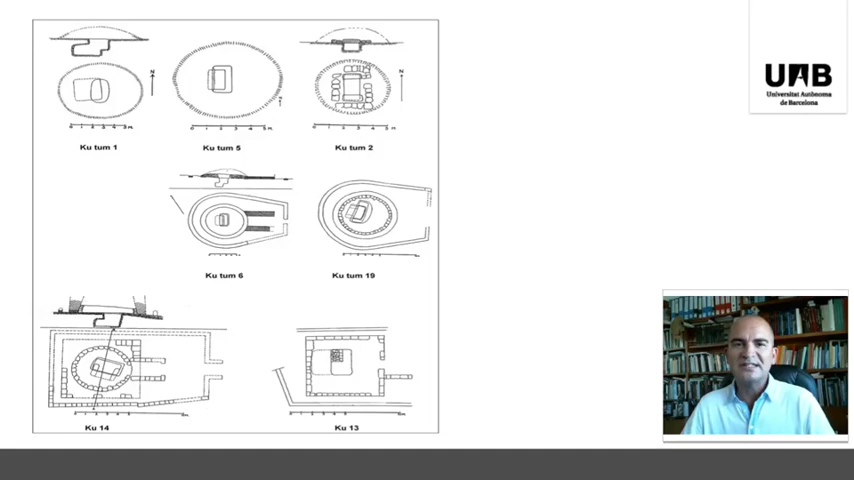 UAB
Universitat Autònoma
de Barcelona
N
N
Ku tum 1
Ku tum 5
Ku tum 2
Ku tum 6
Ku tum 19
Ku 14
Ku 13